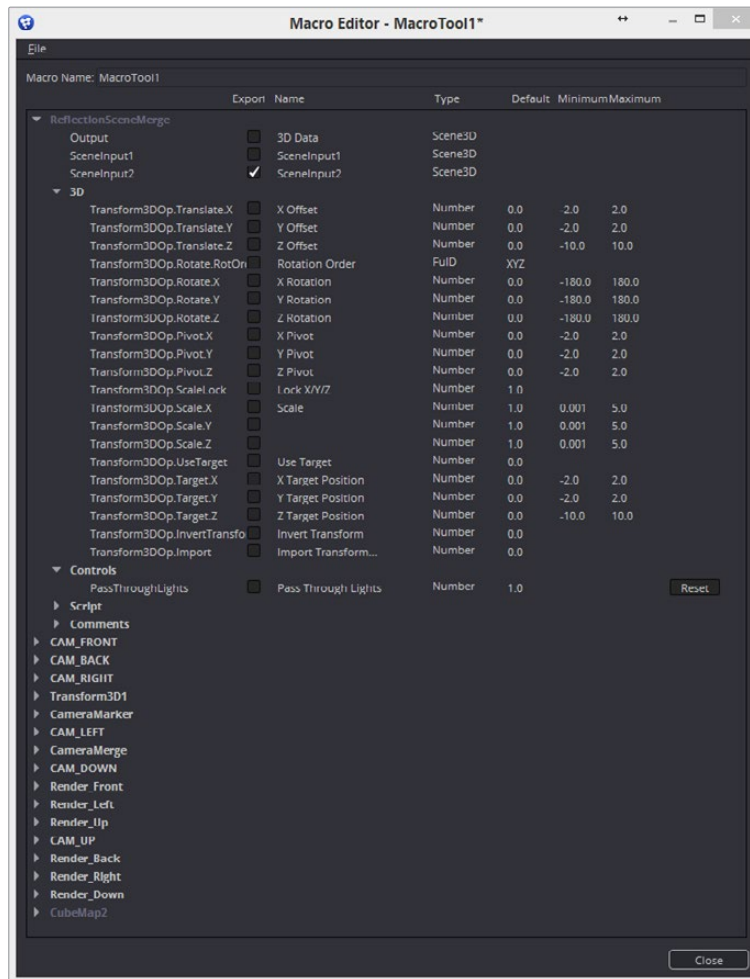 Macro Editor - MacroTool1*
File
Macro Name: MacroTool1
Export Name Type Default Minimum Maximum
ReflectionSceneMerge
Output 3D Data Scene3D
SceneInput1 SceneInput1 Scene3D
SceneInput2 SceneInput2 Scene3D
3D
Transform3DOp.Translate.X X Offset Number 0.0 -2.0 2.0
Transform3DOp.Translate.Y Y Offset Number 0.0 -2.0 2.0
Transform3DOp.Translate.Z Z Offset Number 0.0 -10.0 10.0
Transform3DOp.Rotate.RotOr Rotation Order FuID XYZ
Transform3DOp.Rotate.X X Rotation Number 0.0 -180.0 180.0
Transform3DOp.Rotate.Y Y Rotation Number 0.0 -180.0 180.0
Transform3DOp.Rotate.Z Z Rotation Number 0.0 -180.0 180.0
Transform3DOp.Pivot.X X Pivot Number 0.0 -2.0 2.0
Transform3DOp.Pivot.Y Y Pivot Number 0.0 -2.0 2.0
Transform3DOp.Pivot.Z Z Pivot Number 0.0 -2.0 2.0
Transform3DOp.ScaleLock Lock X/Y/Z Number 1.0
Transform3DOp.Scale.X Scale Number 1.0 0.001 5.0
Transform3DOp.Scale.Y Number 1.0 0.001 5.0
Transform3DOp.Scale.Z Number 1.0 0.001 5.0
Transform3DOp.UseTarget Use Target Number 0.0
Transform3DOp.Target.X X Target Position Number 0.0 -2.0 2.0
Transform3DOp.Target.Y Y Target Position Number 0.0 -2.0 2.0
Transform3DOp.Target.Z Z Target Position Number 0.0 -10.0 10.0
Transform3DOp.InvertTransfo Invert Transform Number 0.0
Transform3DOp.Import Import Transform... Number 0.0
Controls
PassThroughLights Pass Through Lights Number 1.0 Reset
Script
Comments
CAM_FRONT
CAM_BACK
CAM_RIGHT
Transform3D1
CameraMarker
CAM_LEFT
CameraMerge
CAM_DOWN
Render_Front
Render_Left
Render_Up
CAM_UP
Render_Back
Render_Right
Render_Down
CubeMap2
Close